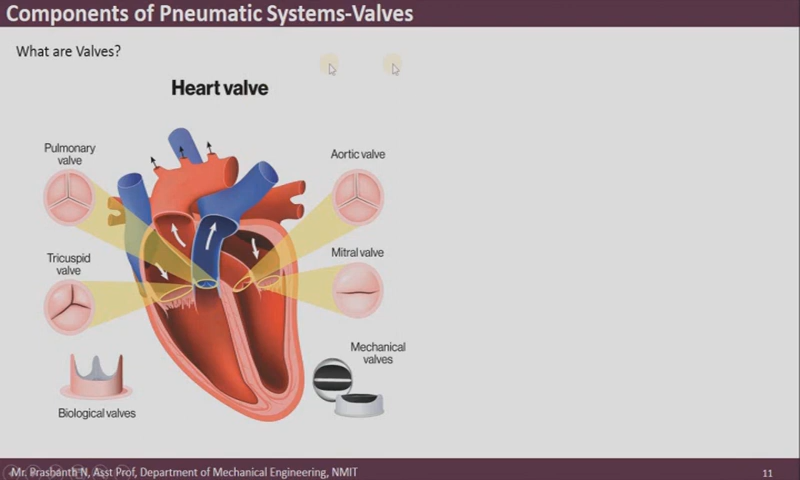 Components of Pneumatic Systems-Valves
What are Valves?
Heart valve
Pulmonary
valve
Aortic valve
Tricuspid
valve
Mitral valve
Mechanical
valves
Biological valves
Mr. Prashanth N, Asst Prof, Department of Mechanical Engineering, NMIT
11